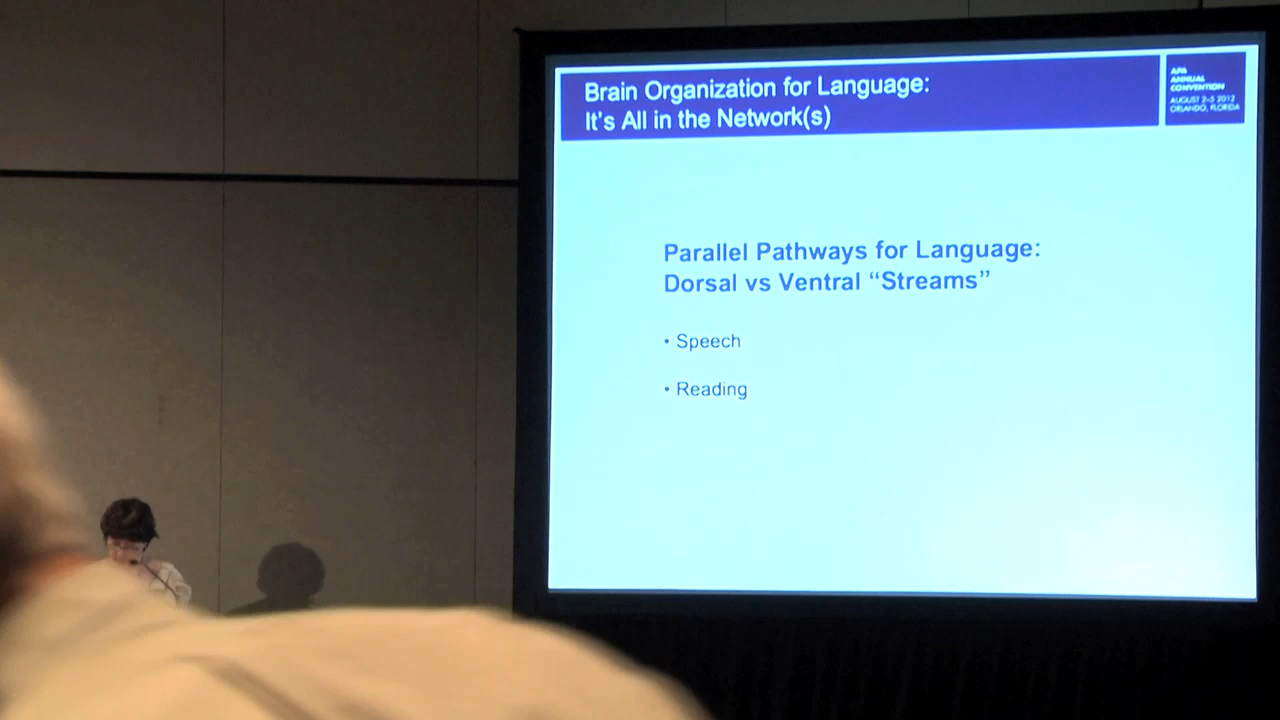 Brain Organization for Language:
It's All in the Network(s)
APA
ANNUAL
CONVENTION
AUGUST 2–5 2012
ORLANDO, FLORIDA
Parallel Pathways for Language:
Dorsal vs Ventral “Streams”
• Speech
• Reading